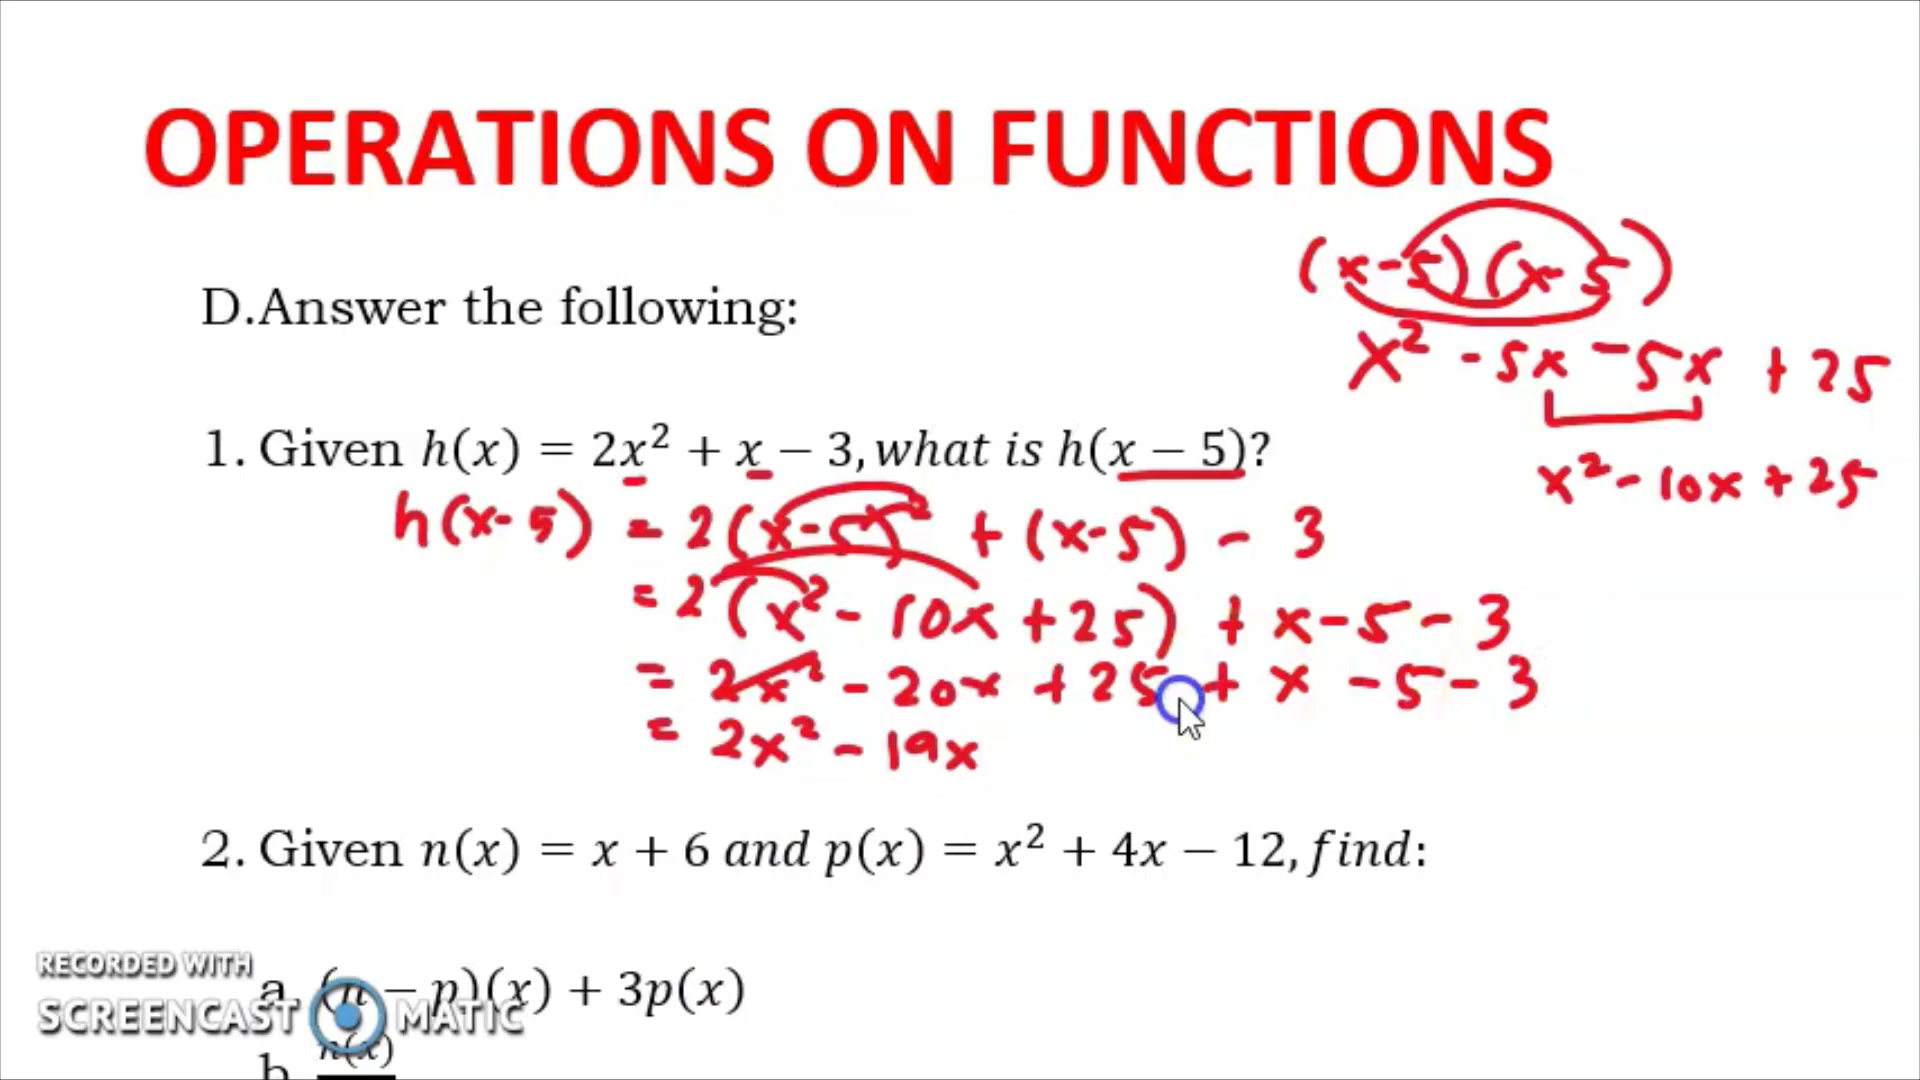 OPERATIONS ON FUNCTIONS
(x-5)(x-5)
D.Answer the following:
x² -5x -5x +25
1. Given h(x) = 2x² + x − 3, what is h(x − 5)?
x²-10x+25
h(x-5) = 2(x-5)² + (x-5) - 3
= 2(x² - 10x +25) + x-5-3
= 2x² - 20x +25 + x -5-3
= 2x² - 19x
2. Given n(x) = x + 6 and p(x) = x² + 4x − 12, find:
RECORDED WITH
a. (n − p)(x) + 3p(x)
SCREENCAST MATIC
b. n(x)